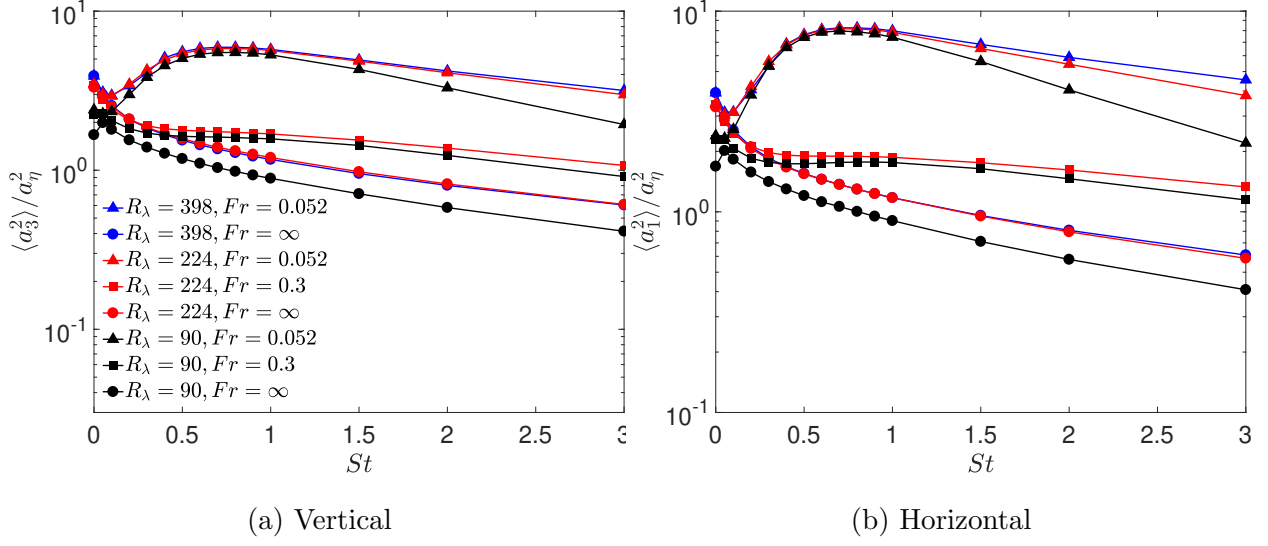 10^1
10^0
10^{-1}
⟨a_3^2⟩/a_η^2
R_λ = 398, Fr = 0.052
R_λ = 398, Fr = ∞
R_λ = 224, Fr = 0.052
R_λ = 224, Fr = 0.3
R_λ = 224, Fr = ∞
R_λ = 90, Fr = 0.052
R_λ = 90, Fr = 0.3
R_λ = 90, Fr = ∞
0 0.5 1 1.5 2 2.5 3
St
(a) Vertical
10^1
10^0
10^{-1}
⟨a_1^2⟩/a_η^2
0 0.5 1 1.5 2 2.5 3
St
(b) Horizontal